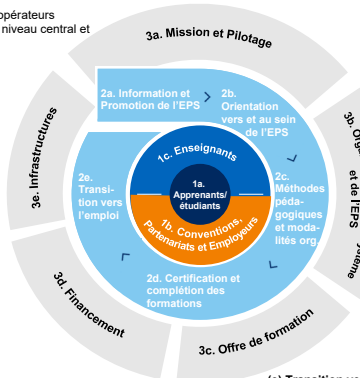 opérateurs
niveau central et
3a. Mission et Pilotage
2a. Information et
Promotion de l'EPS
2b.
Orientation
vers et au sein
de l'EPS
1c. Enseignants
1a.
Apprenants/
étudiants
1b. Conventions,
Partenariats et Employeurs
2c.
Méthodes
péda-
gogiques
et moda-
lités org.
2d. Certification et
complétion des
formations
2e.
Transi-
tion vers
l'emploi
3b.
et de l'EPS
3c. Offre de formation
3d. Financement
3e. Infrastructures